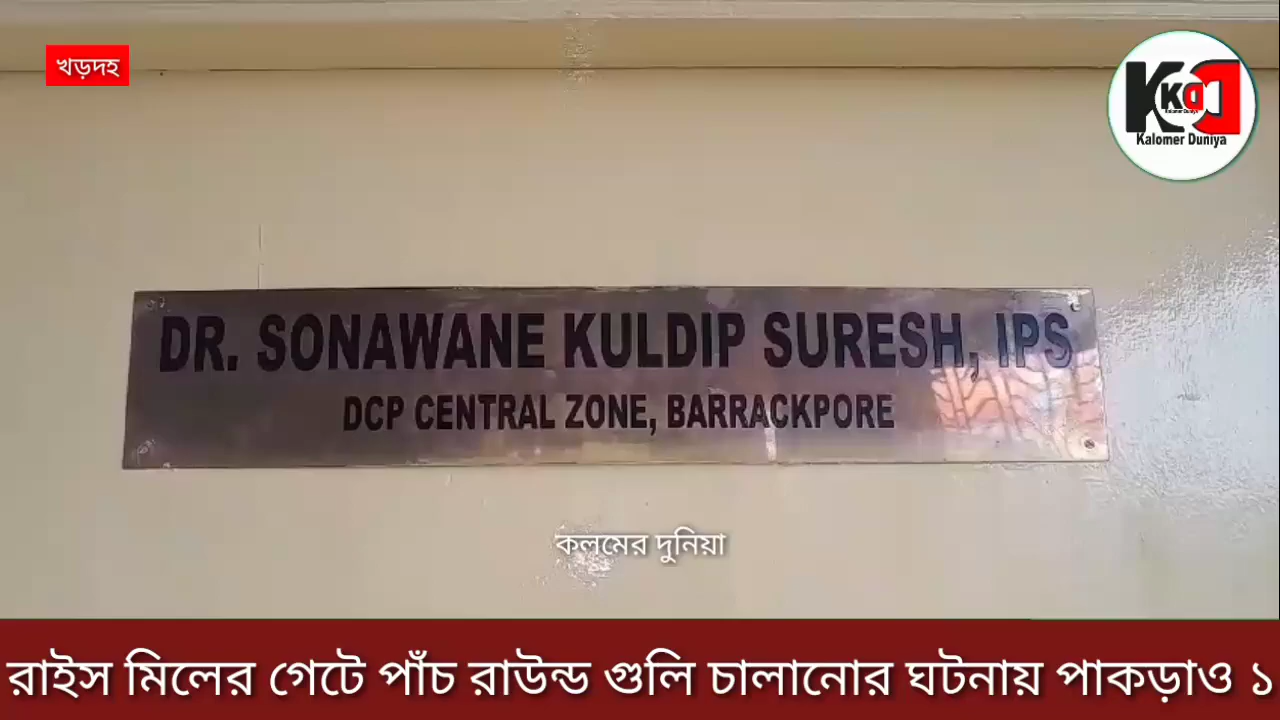 খড়দহ
KKD
Kalomer Duniya
DR. SONAWANE KULDIP SURESH, IPS
DCP CENTRAL ZONE, BARRACKPORE
কলমের দুনিয়া
রাইস মিলের গেটে পাঁচ রাউন্ড গুলি চালানোর ঘটনায় পাকড়াও ১